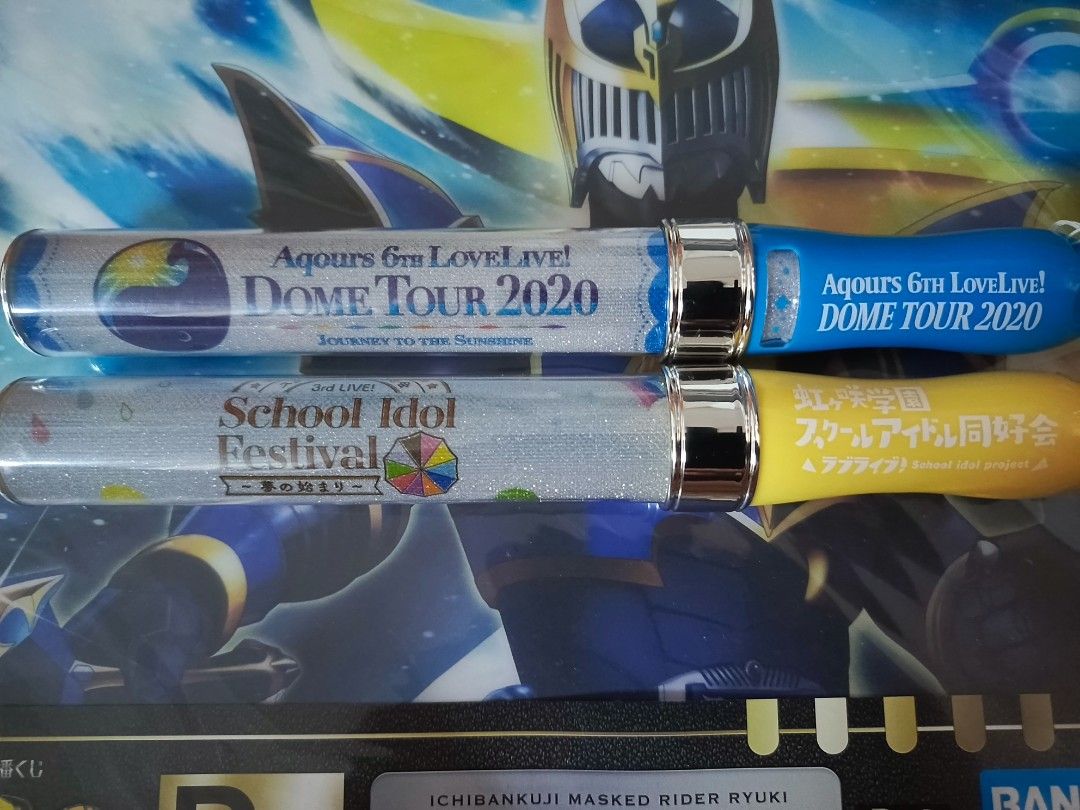 Aqours 6TH LOVELIVE!
DOME TOUR 2020
JOURNEY TO THE SUNSHINE
Aqours 6TH LOVELIVE!
DOME TOUR 2020
3rd LIVE!
School Idol
Festival
~ 夢の始まり ~
虹ヶ咲学園
スクールアイドル同好会
ラブライブ! School idol project
番くじ
ICHIBANKUJI MASKED RIDER RYUKI
BAN